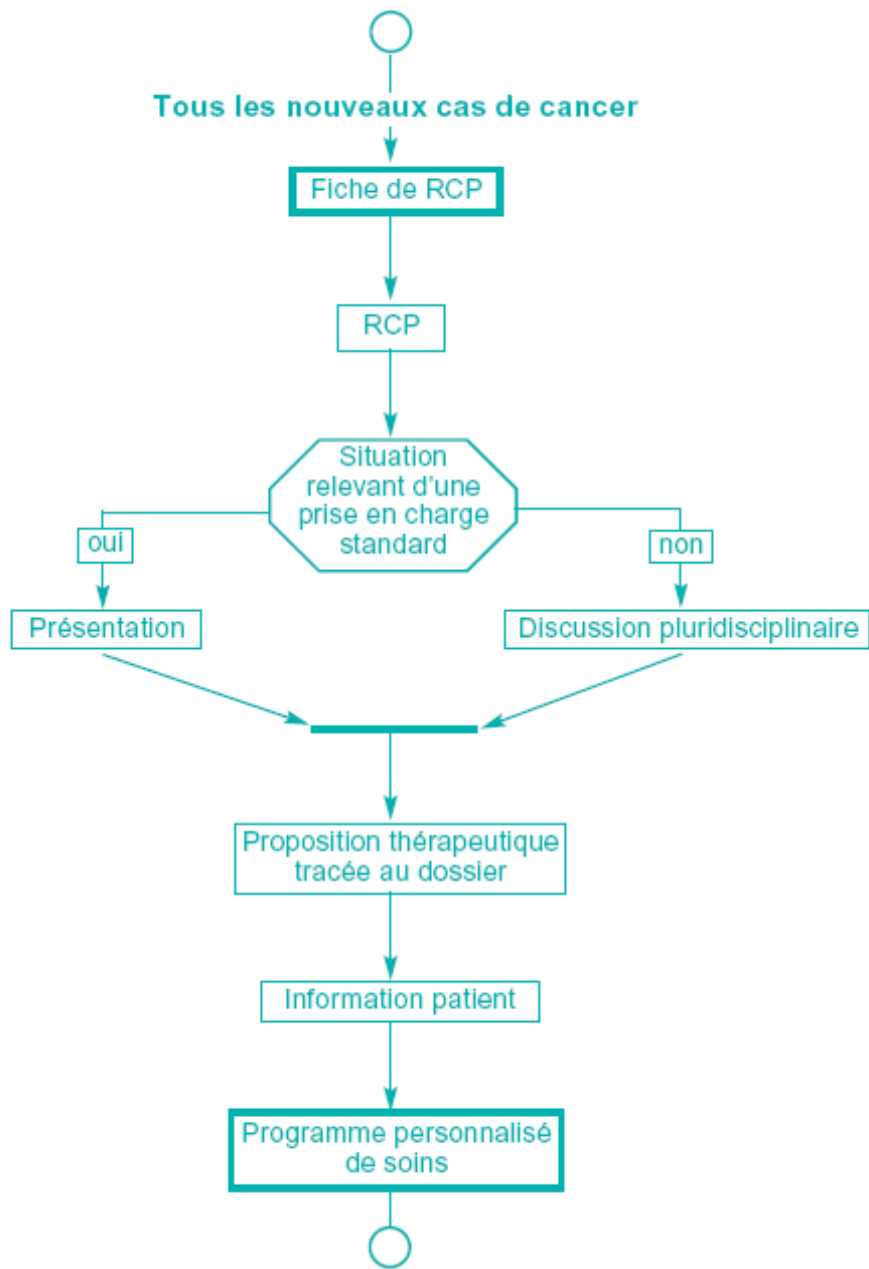 Tous les nouveaux cas de cancer
Fiche de RCP
RCP
Situation
relevant d'une
prise en charge
standard
oui
non
Présentation
Discussion pluridisciplinaire
Proposition thérapeutique
tracée au dossier
Information patient
Programme personnalisé
de soins